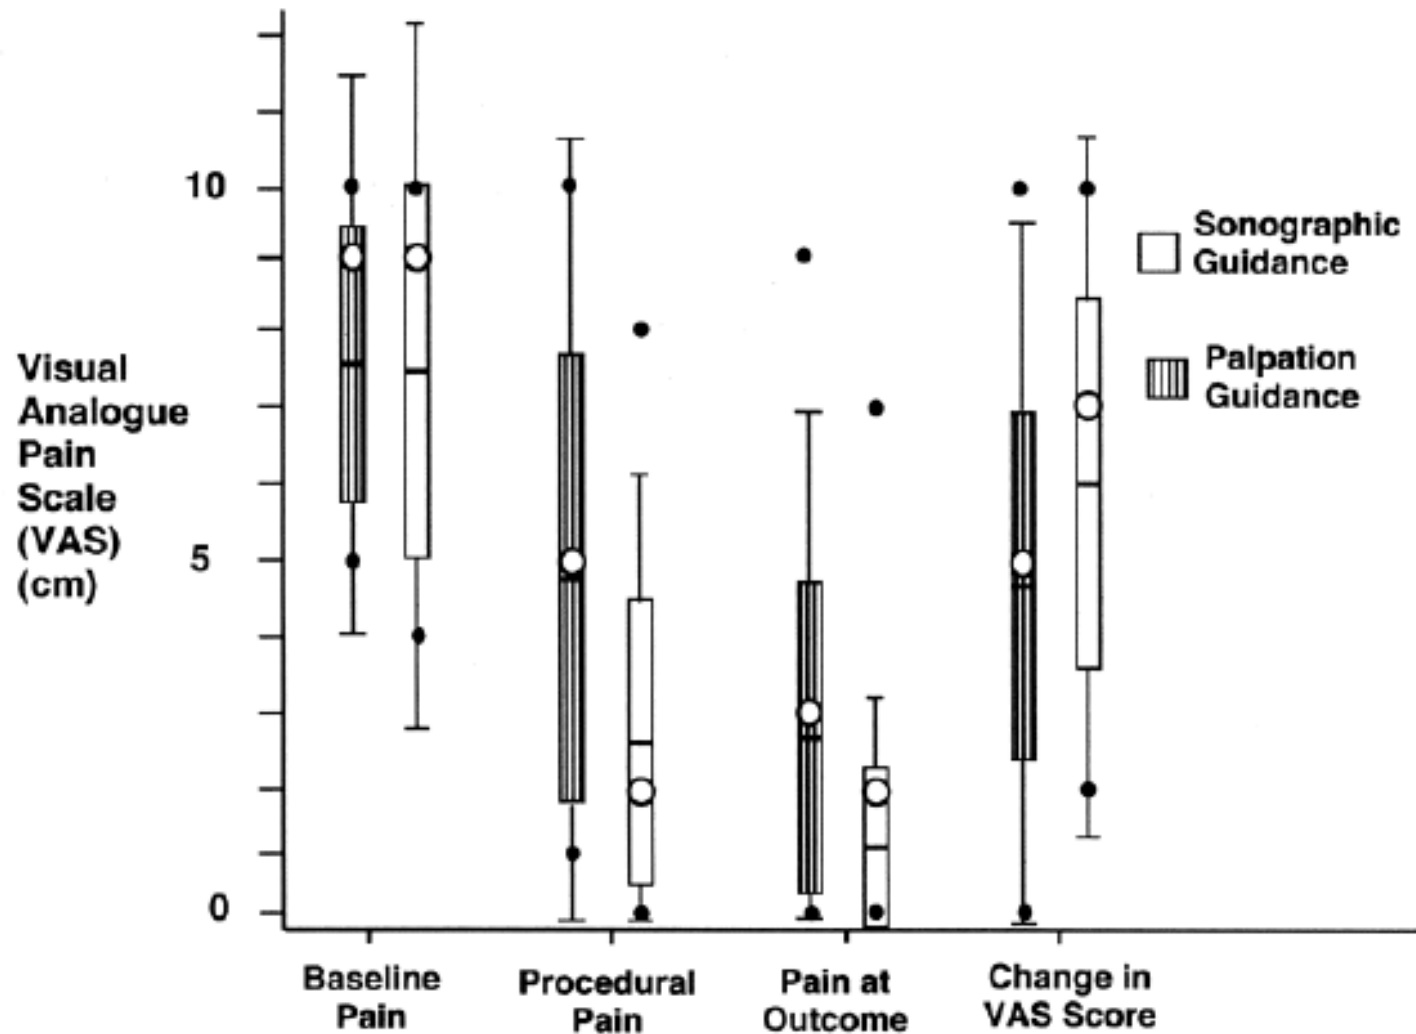 10
5
0
Visual
Analogue
Pain
Scale
(VAS)
(cm)
Sonographic
Guidance
Palpation
Guidance
Baseline
Pain
Procedural
Pain
Pain at
Outcome
Change in
VAS Score